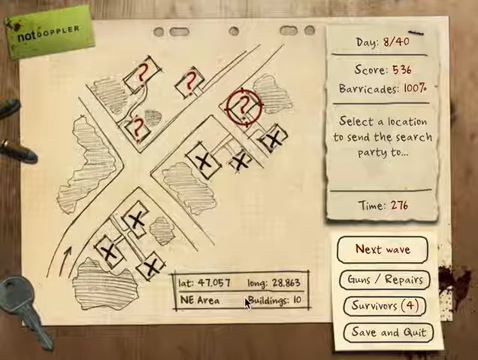 notDOPPLER
Day: 8/40
Score: 536
Barricades: 100%
Select a location
to send the search
party to...
Time: 276
?
?
?
?
X
X
X
X
X
X
lat: 47.057 long: 28.863
NE Area Buildings: 10
Next wave
Guns / Repairs
Survivors (4)
Save and Quit